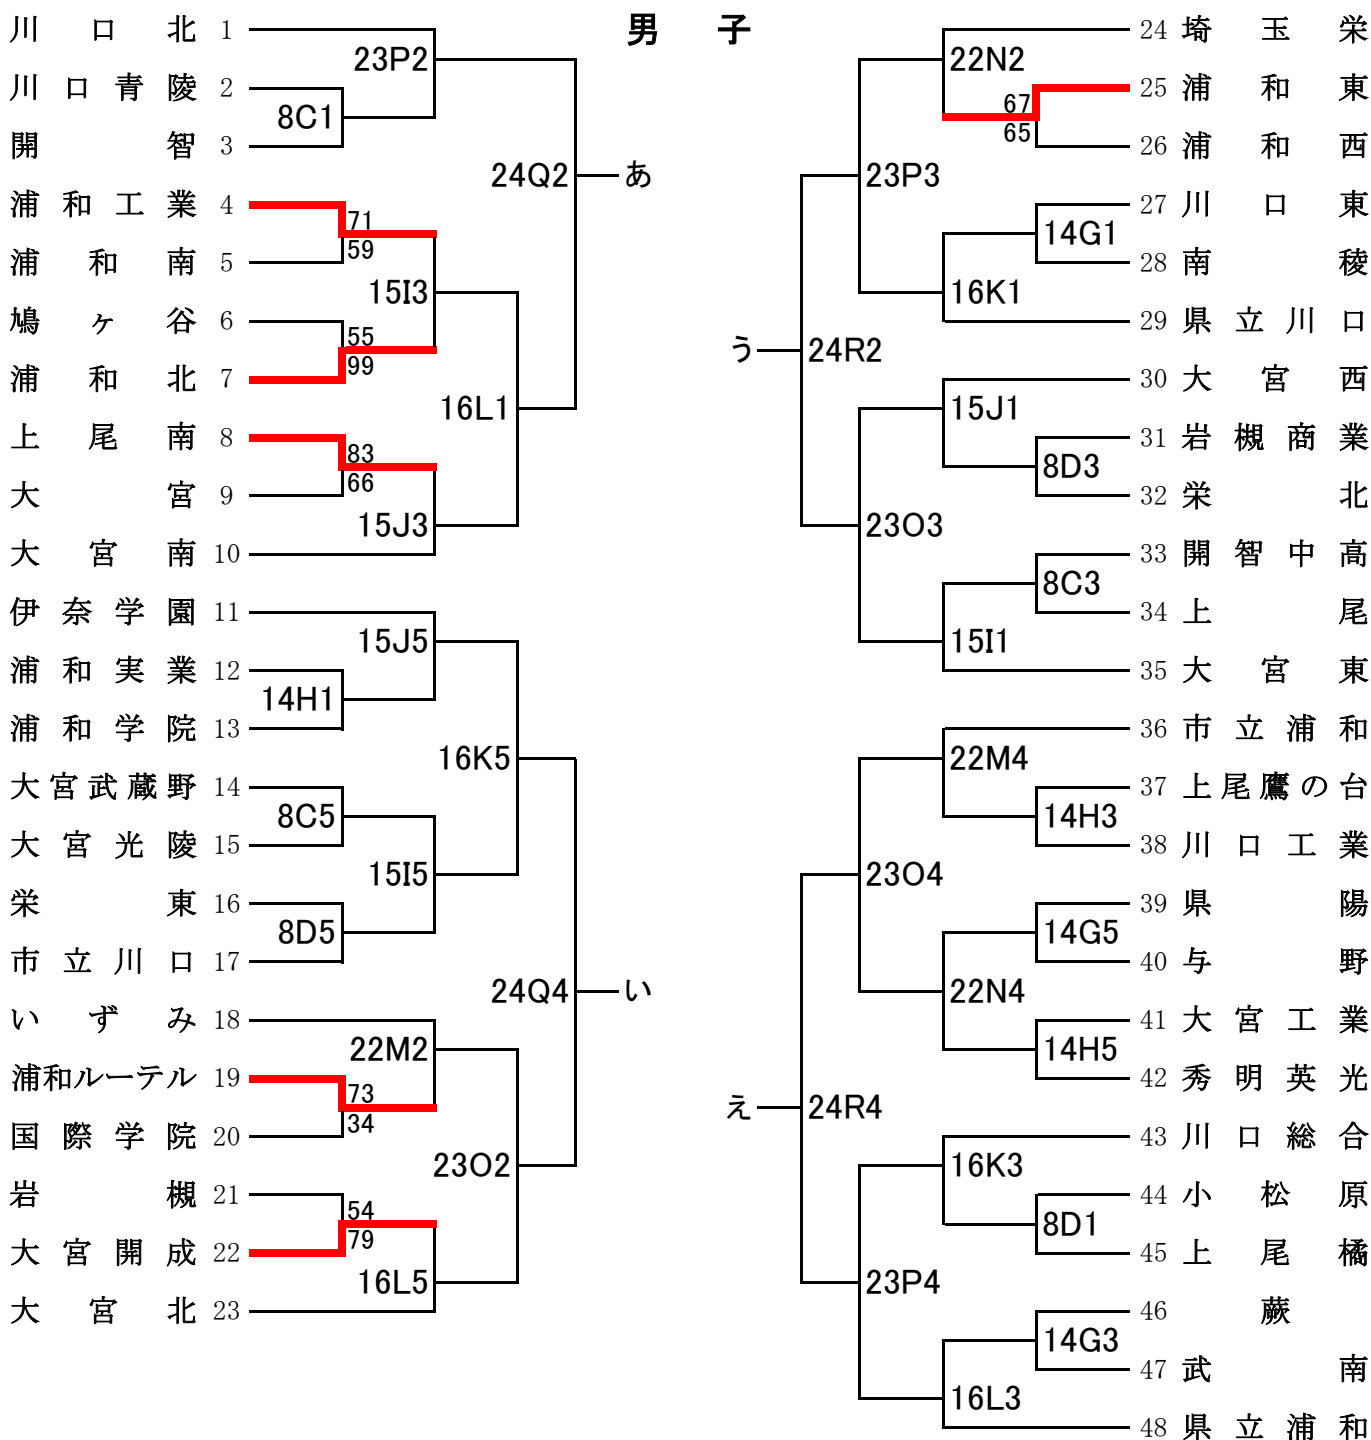 男 子
川口北 1
23P2
川口青陵 2
8C1
開智 3
24Q2 あ
浦和工業 4
71
59
浦和南 5
15I3
鳩ヶ谷 6
55
99
浦和北 7
16L1
上尾南 8
83
66
大宮 9
15J3
大宮南 10
伊奈学園 11
15J5
浦和実業 12
14H1
浦和学院 13
16K5
大宮武蔵野 14
8C5
大宮光陵 15
15I5
栄東 16
8D5
市立川口 17
24Q4 い
いずみ 18
22M2
浦和ルーテル 19
73
34
国際学院 20
23O2
岩槻 21
54
79
大宮開成 22
16L5
大宮北 23
24 埼玉栄
22N2
25 浦和東
67
65
26 浦和西
23P3
27 川口東
14G1
28 南稜
16K1
29 県立川口
う 24R2
30 大宮西
15J1
31 岩槻商業
8D3
32 栄北
23O3
33 開智中高
8C3
34 上尾
15I1
35 大宮東
36 市立浦和
22M4
37 上尾鷹の台
14H3
38 川口工業
23O4
39 県陽
14G5
40 与野
22N4
41 大宮工業
14H5
42 秀明英光
え 24R4
43 川口総合
16K3
44 小松原
8D1
45 上尾橘
23P4
46 蕨
14G3
47 武南
16L3
48 県立浦和